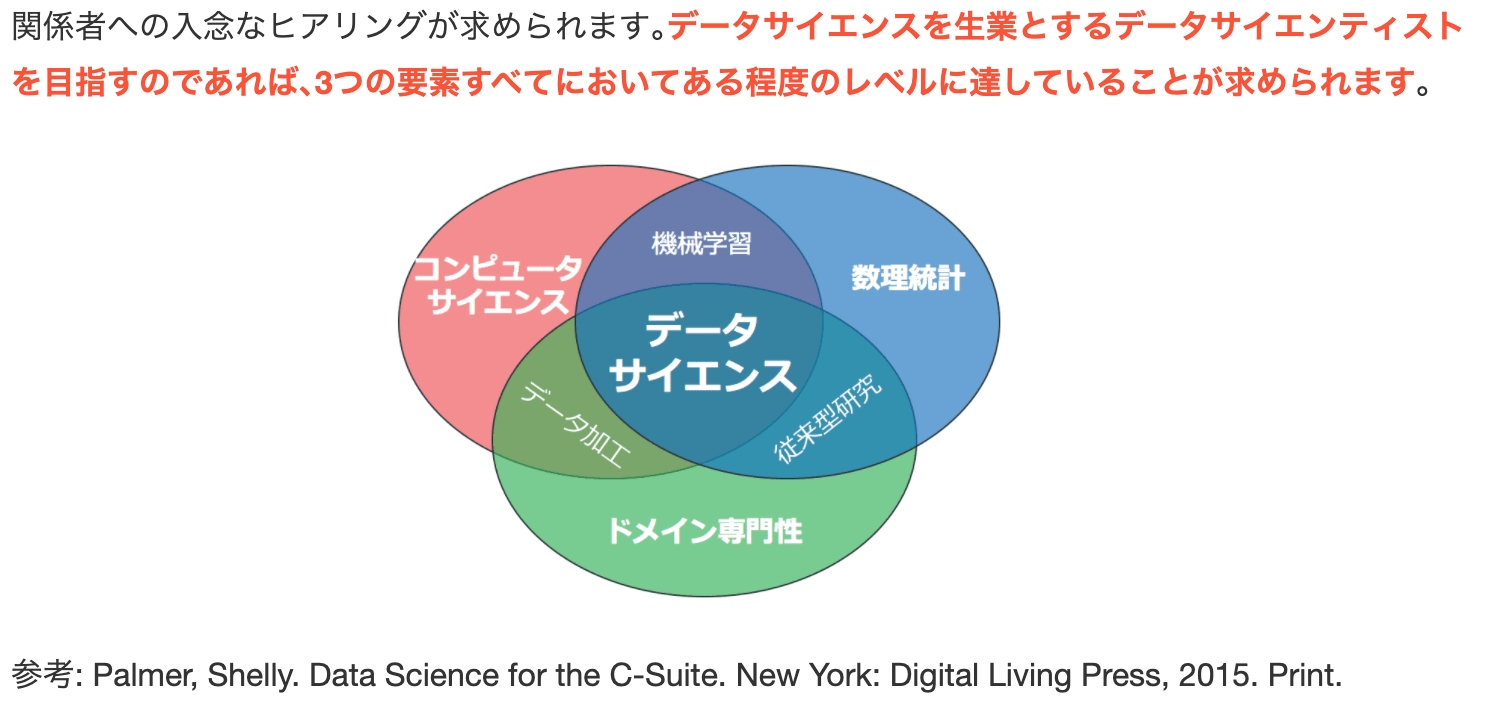 関係者への入念なヒアリングが求められます。データサイエンスを生業とするデータサイエンティスト
を目指すのであれば、3つの要素すべてにおいてある程度のレベルに達していることが求められます。
機械学習
コンピュータ
サイエンス
数理統計
データ
サイエンス
データ加工
従来型研究
ドメイン専門性
参考: Palmer, Shelly. Data Science for the C-Suite. New York: Digital Living Press, 2015. Print.